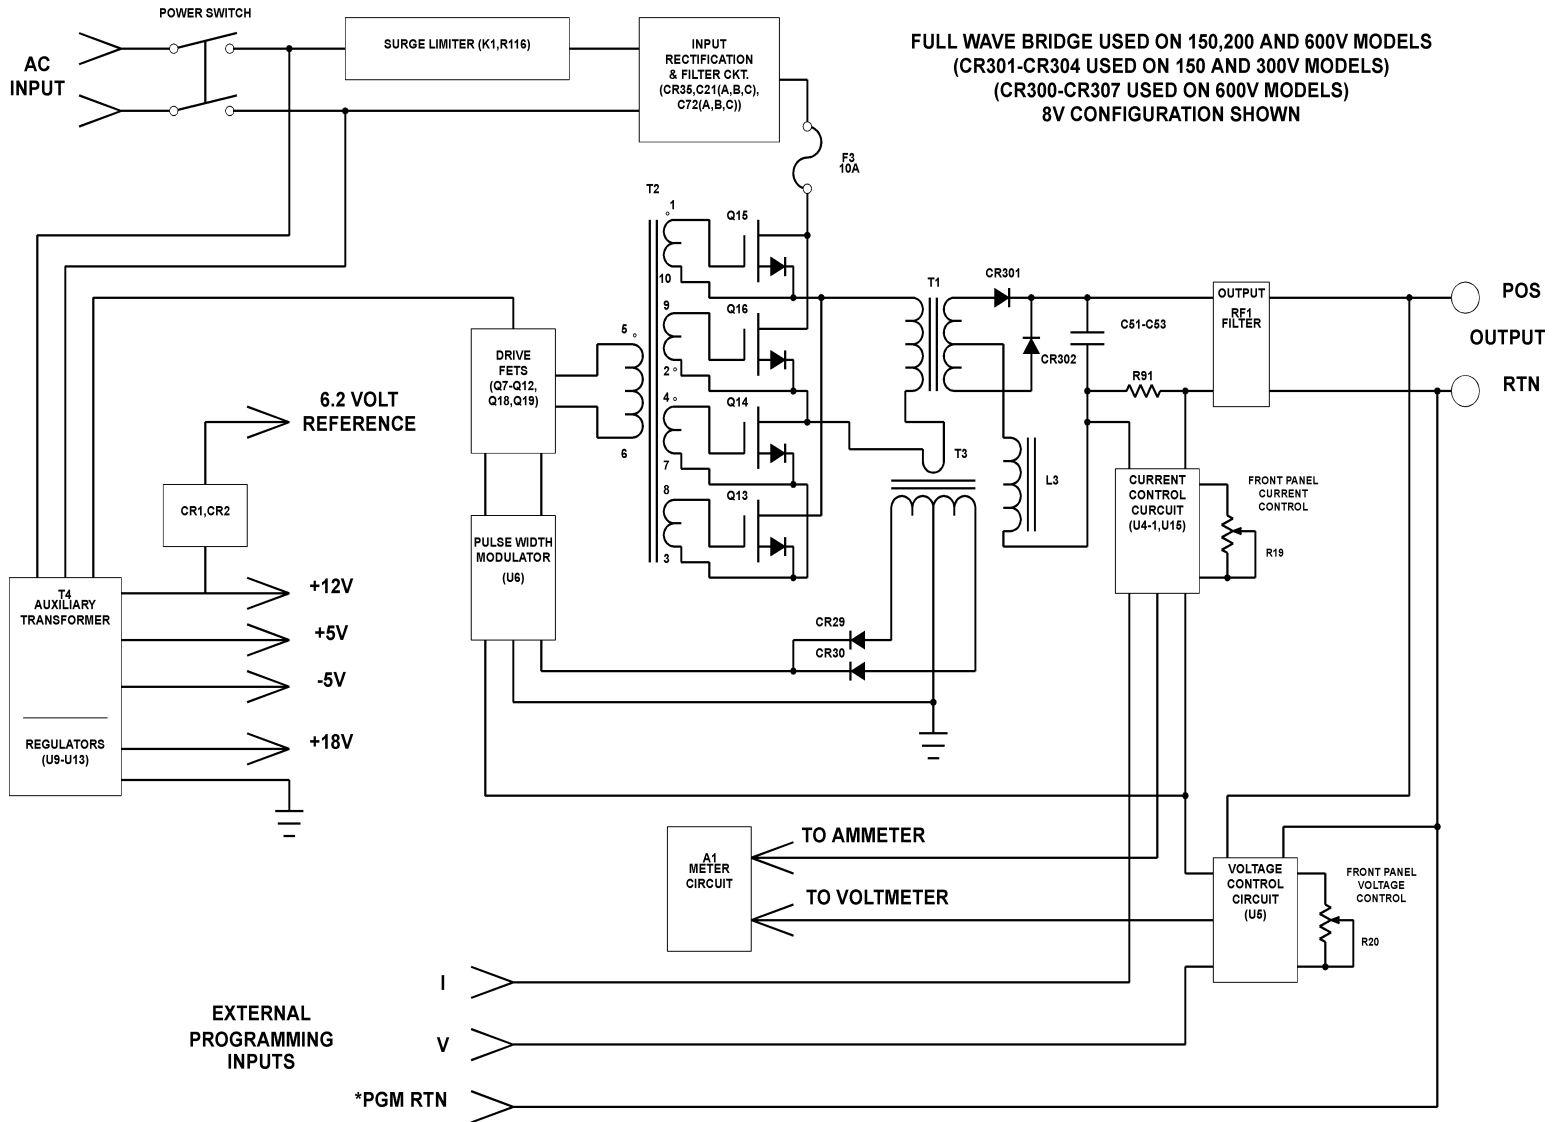 POWER SWITCH
AC
INPUT
SURGE LIMITER (K1,R116)
INPUT
RECTIFICATION
& FILTER CKT.
(CR35,C21(A,B,C),
C72(A,B,C))
FULL WAVE BRIDGE USED ON 150,200 AND 600V MODELS
(CR301-CR304 USED ON 150 AND 300V MODELS)
(CR300-CR307 USED ON 600V MODELS)
8V CONFIGURATION SHOWN
F3
10A
T2
1
10
9
2
4
7
8
3
5
6
Q15
Q16
Q14
Q13
DRIVE
FETS
(Q7-Q12,
Q18,Q19)
PULSE WIDTH
MODULATOR
(U6)
T1
CR301
CR302
C51-C53
R91
OUTPUT
RF1
FILTER
POS
OUTPUT
RTN
T3
L3
CURRENT
CONTROL
CURCUIT
(U4-1,U15)
FRONT PANEL
CURRENT
CONTROL
R19
6.2 VOLT
REFERENCE
CR1,CR2
T4
AUXILIARY
TRANSFORMER
REGULATORS
(U9-U13)
+12V
+5V
-5V
+18V
CR29
CR30
A1
METER
CIRCUIT
TO AMMETER
TO VOLTMETER
VOLTAGE
CONTROL
CIRCUIT
(U5)
FRONT PANEL
VOLTAGE
CONTROL
R20
EXTERNAL
PROGRAMMING
INPUTS
I
V
*PGM RTN